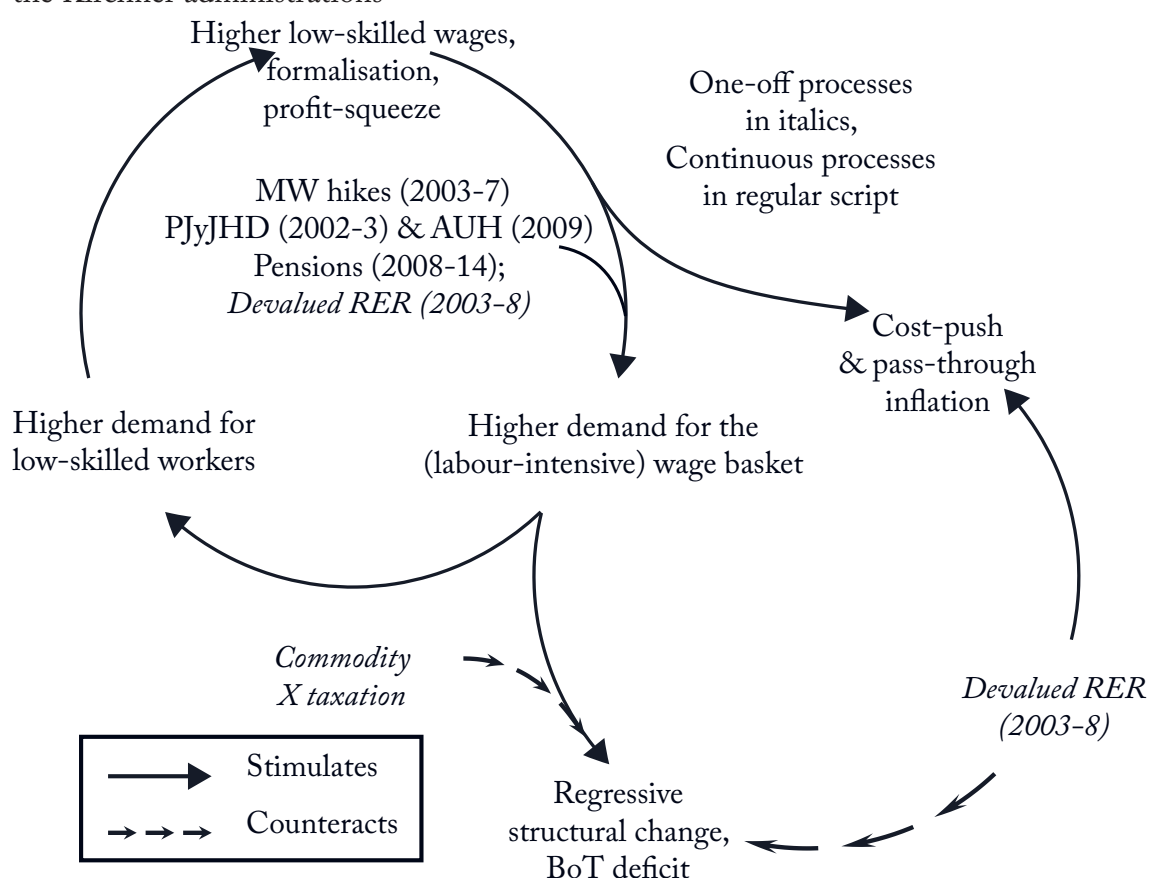 the Kirchner administrations
Higher low-skilled wages,
formalisation,
profit-squeeze
One-off processes
in italics,
Continuous processes
in regular script
MW hikes (2003-7)
PJyJHD (2002-3) & AUH (2009)
Pensions (2008-14);
Devalued RER (2003-8)
Cost-push
& pass-through
inflation
Higher demand for
low-skilled workers
Higher demand for the
(labour-intensive) wage basket
Commodity
X taxation
Devalued RER
(2003-8)
Stimulates
Counteracts
Regressive
structural change,
BoT deficit